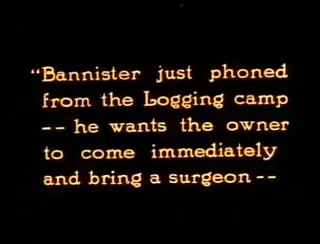 “Bannister just phoned
from the Logging camp
-- he wants the owner
to come immediately
and bring a surgeon --